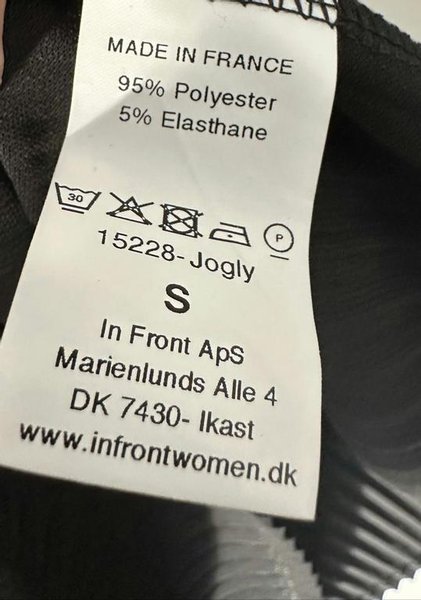 MADE IN FRANCE
95% Polyester
5% Elasthane
30 P
15228-Jogly
S
In Front ApS
Marienlunds Alle 4
DK 7430- Ikast
www.infrontwomen.dk